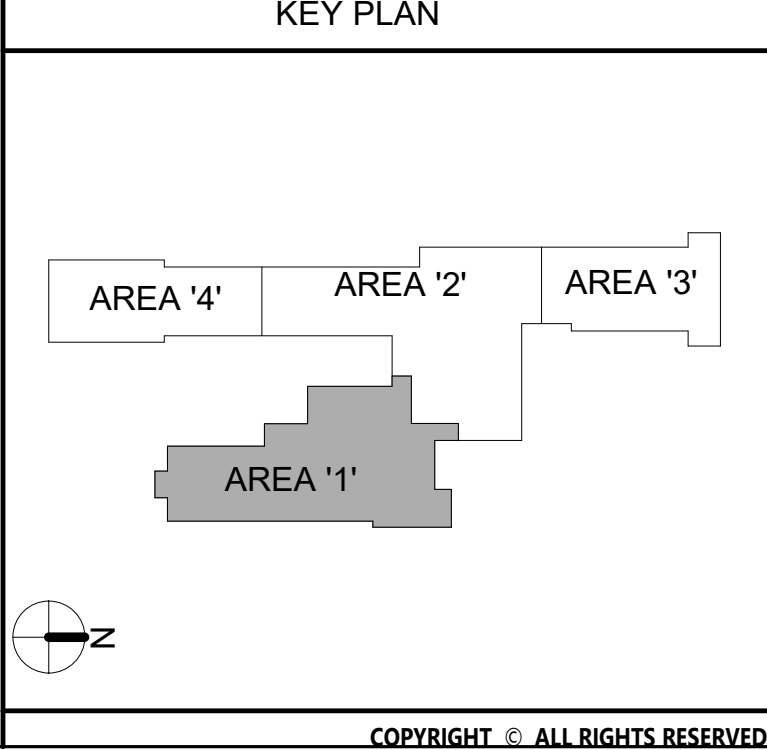 KEY PLAN
AREA '4'
AREA '2'
AREA '3'
AREA '1'
N
COPYRIGHT © ALL RIGHTS RESERVED